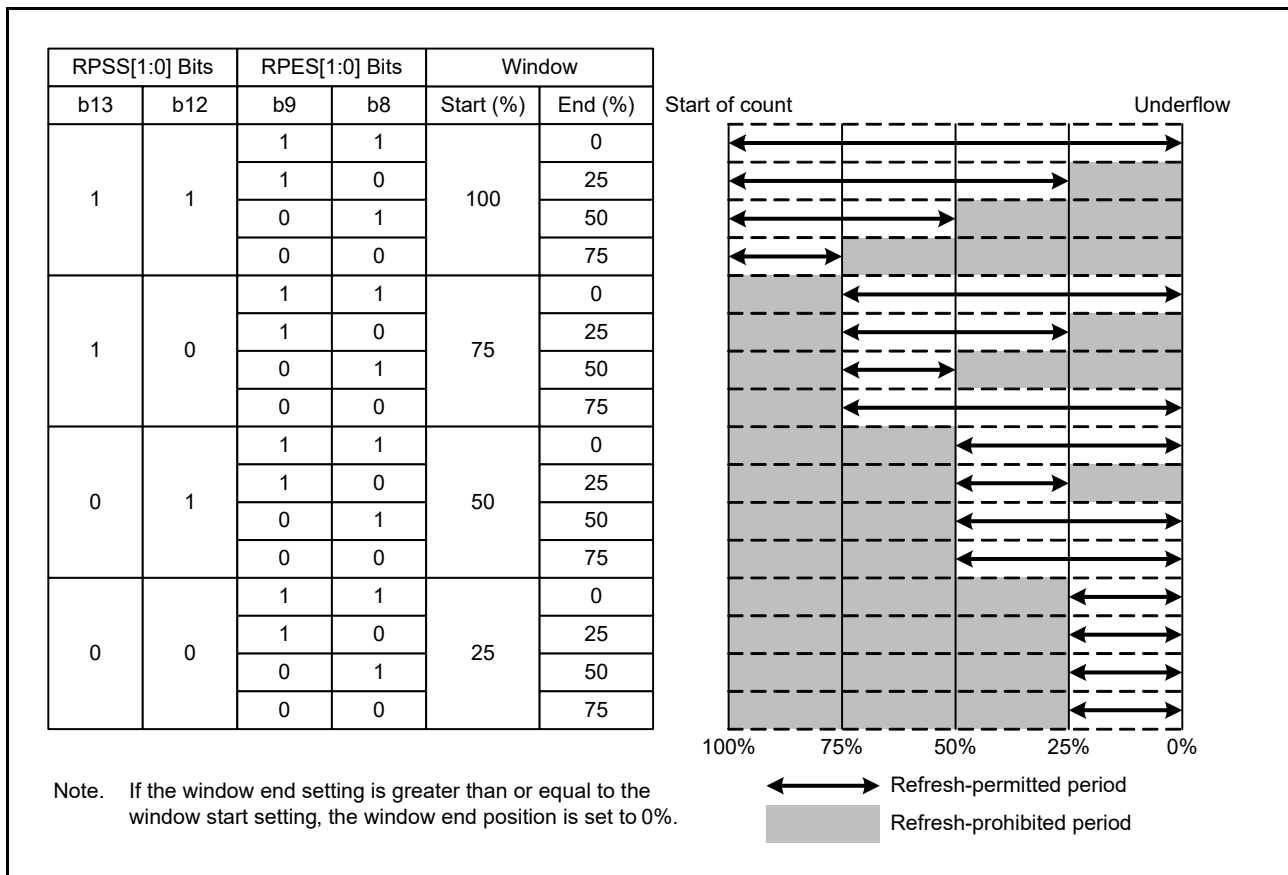 RPSS[1:0] Bits RPES[1:0] Bits Window
b13 b12 b9 b8 Start (%) End (%) Start of count Underflow
1 1 1 1 100 0
1 0 25
0 1 50
0 0 75
1 0 1 1 75 0
1 0 25
0 1 50
0 0 75
0 1 1 1 50 0
1 0 25
0 1 50
0 0 75
0 0 1 1 25 0
1 0 25
0 1 50
0 0 75
100% 75% 50% 25% 0%
Note. If the window end setting is greater than or equal to the
window start setting, the window end position is set to 0%.
Refresh-permitted period
Refresh-prohibited period